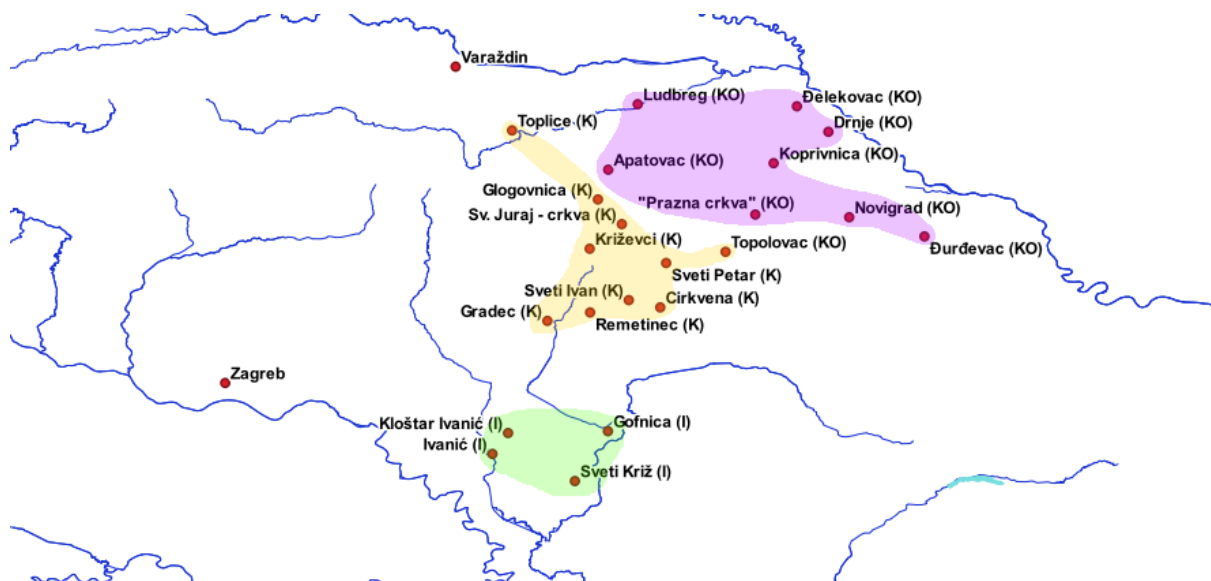 Varaždin
Ludbreg (KO)
Đelekovac (KO)
Toplice (K)
Drnje (KO)
Apatovac (KO)
Koprivnica (KO)
Glogovnica (K)
"Prazna crkva" (KO)
Novigrad (KO)
Sv. Juraj - crkva (K)
Križevci (K)
Topolovac (KO)
Đurđevac (KO)
Sveti Petar (K)
Sveti Ivan (K)
Cirkvena (K)
Gradec (K)
Remetinec (K)
Zagreb
Kloštar Ivanić (I)
Gofnica (I)
Ivanić (I)
Sveti Križ (I)